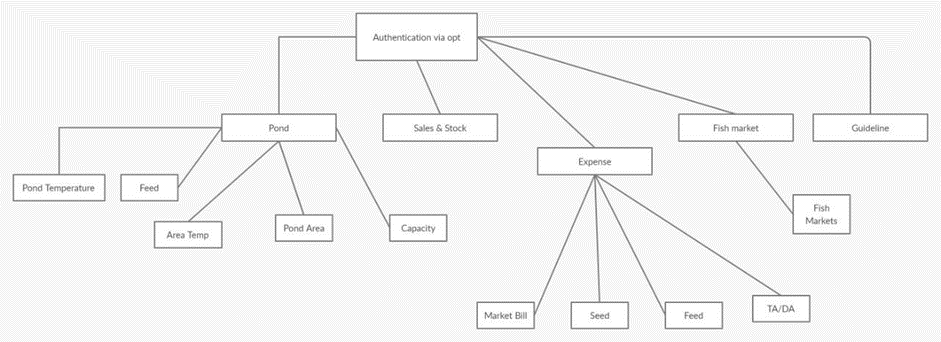 Authentication via opt
Pond
Sales & Stock
Fish market
Guideline
Expense
Pond Temperature
Feed
Area Temp
Pond Area
Capacity
Fish
Markets
Market Bill
Seed
Feed
TA/DA